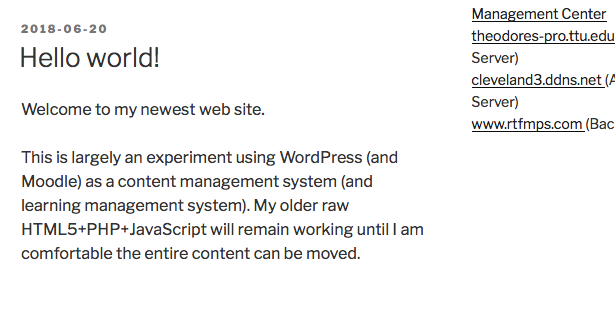 2018-06-20
Hello world!
Welcome to my newest web site.
This is largely an experiment using WordPress (and
Moodle) as a content management system (and
learning management system). My older raw
HTML5+PHP+JavaScript will remain working until I am
comfortable the entire content can be moved.
Management Center
theodores-pro.ttu.edu
Server)
cleveland3.ddns.net (A
Server)
www.rtfmps.com (Bac